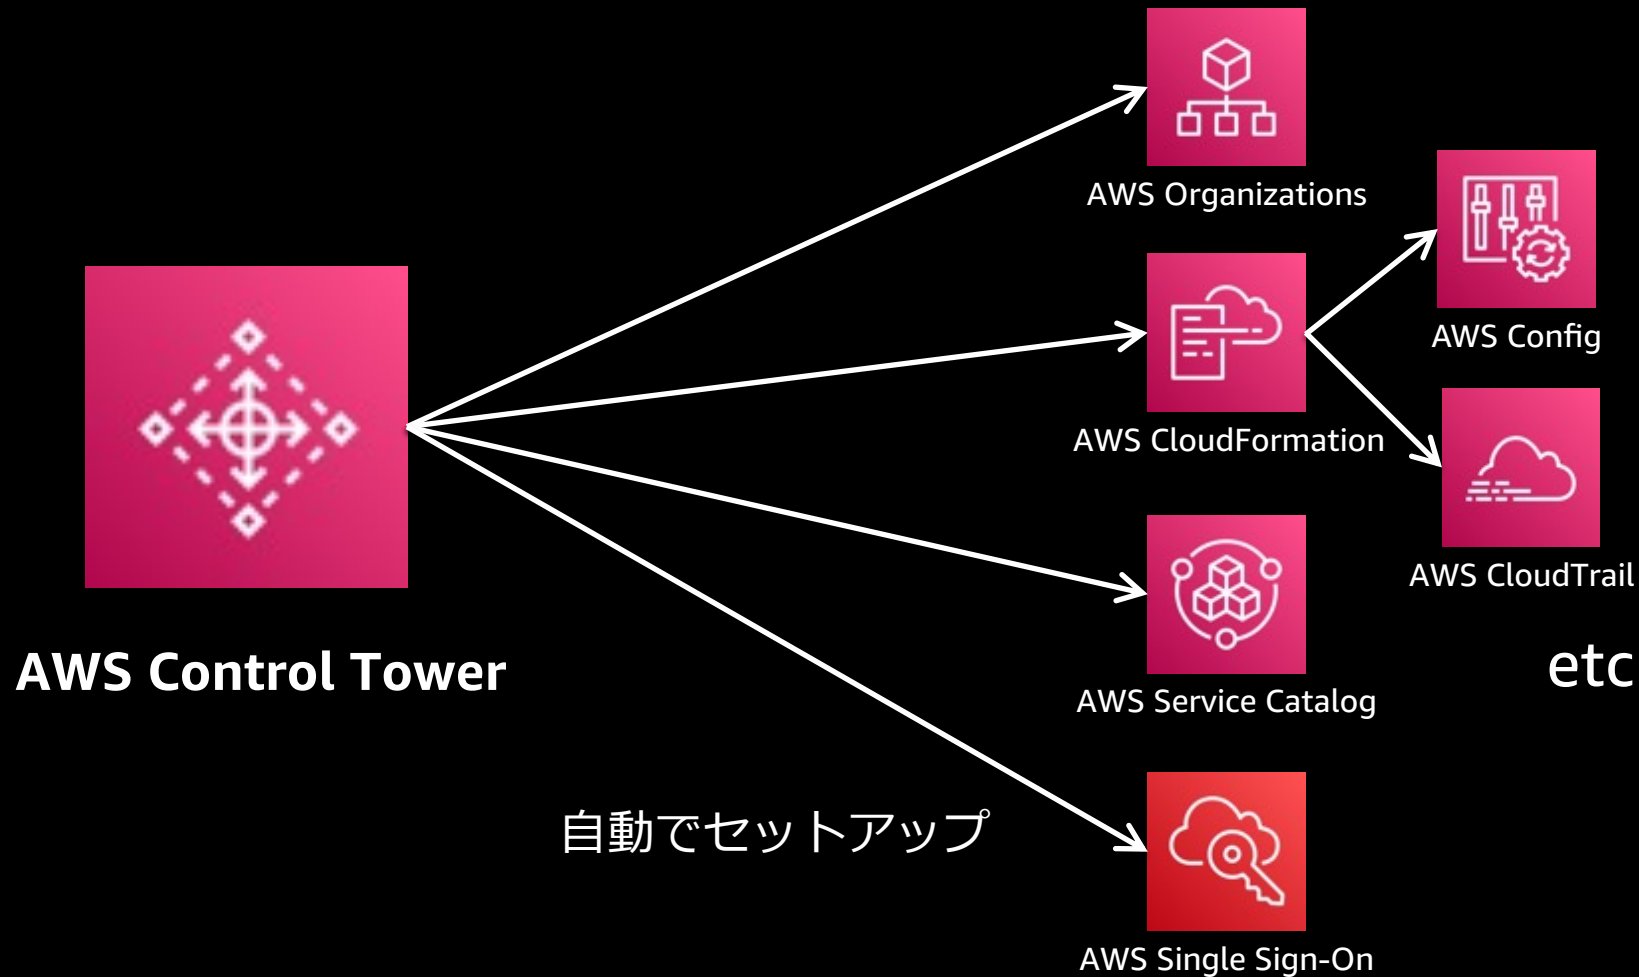 AWS Organizations
AWS Config
AWS CloudFormation
AWS CloudTrail
AWS Control Tower
etc
AWS Service Catalog
自動でセットアップ
AWS Single Sign-On